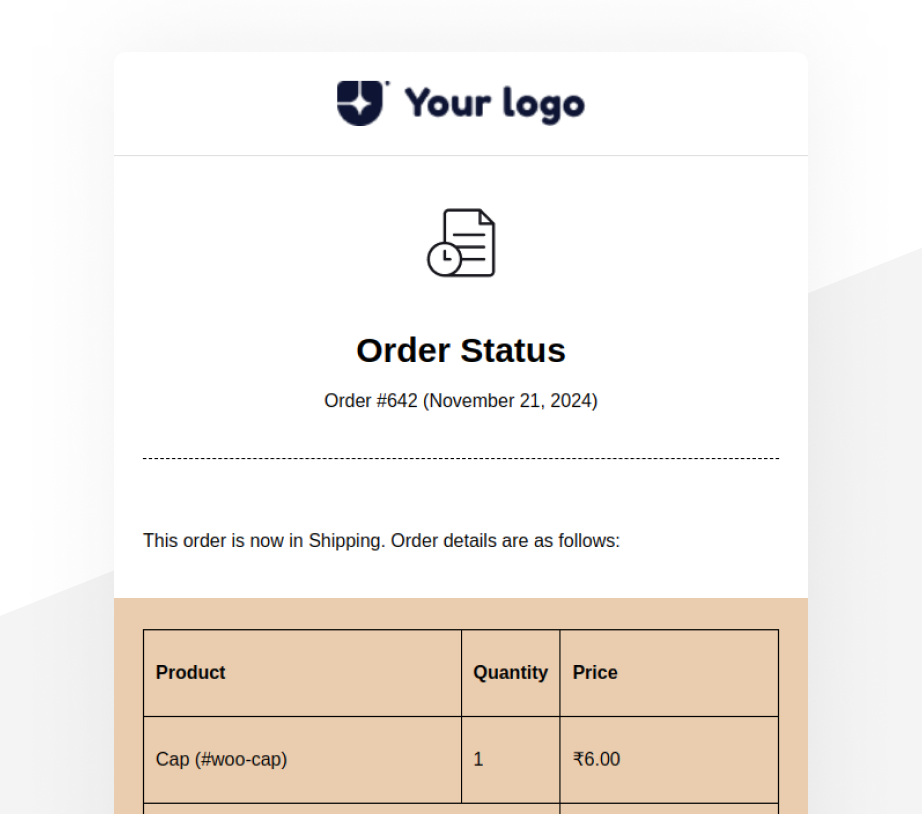 Your logo
Order Status
Order #642 (November 21, 2024)
This order is now in Shipping. Order details are as follows:
Product Quantity Price
Cap (#woo-cap) 1 ₹6.00